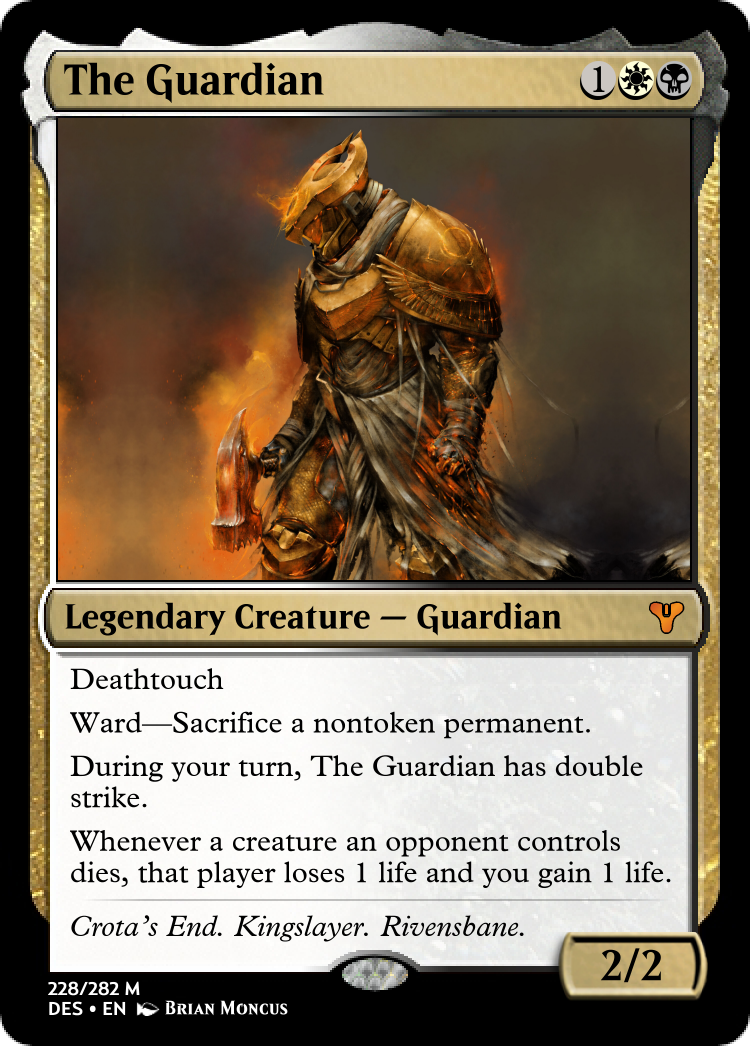 The Guardian 1
Legendary Creature — Guardian
Deathtouch
Ward—Sacrifice a nontoken permanent.
During your turn, The Guardian has double
strike.
Whenever a creature an opponent controls
dies, that player loses 1 life and you gain 1 life.
Crota's End. Kingslayer. Rivensbane.
2/2
228/282 M
DES • EN Brian Moncus